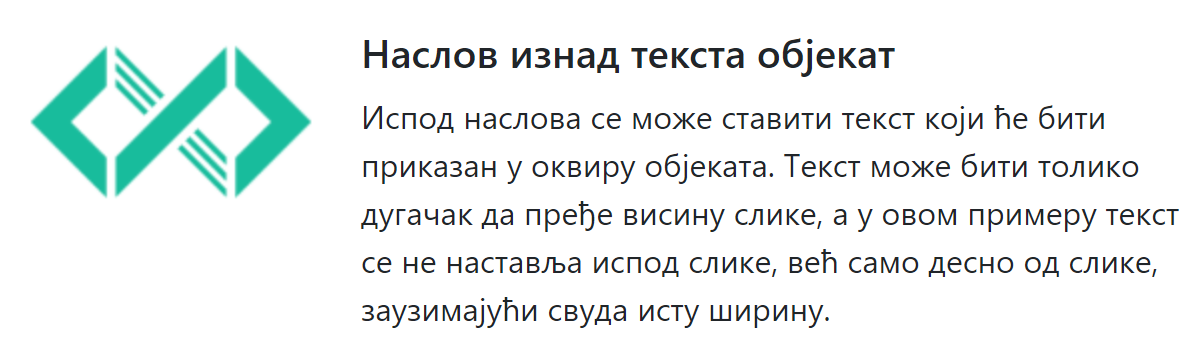 Наслов изнад текста објекат
Испод наслова се може ставити текст који ће бити
приказан у оквиру објеката. Текст може бити толико
дугачак да пређе висину слике, а у овом примеру текст
се не наставља испод слике, већ само десно од слике,
заузимајући свуда исту ширину.